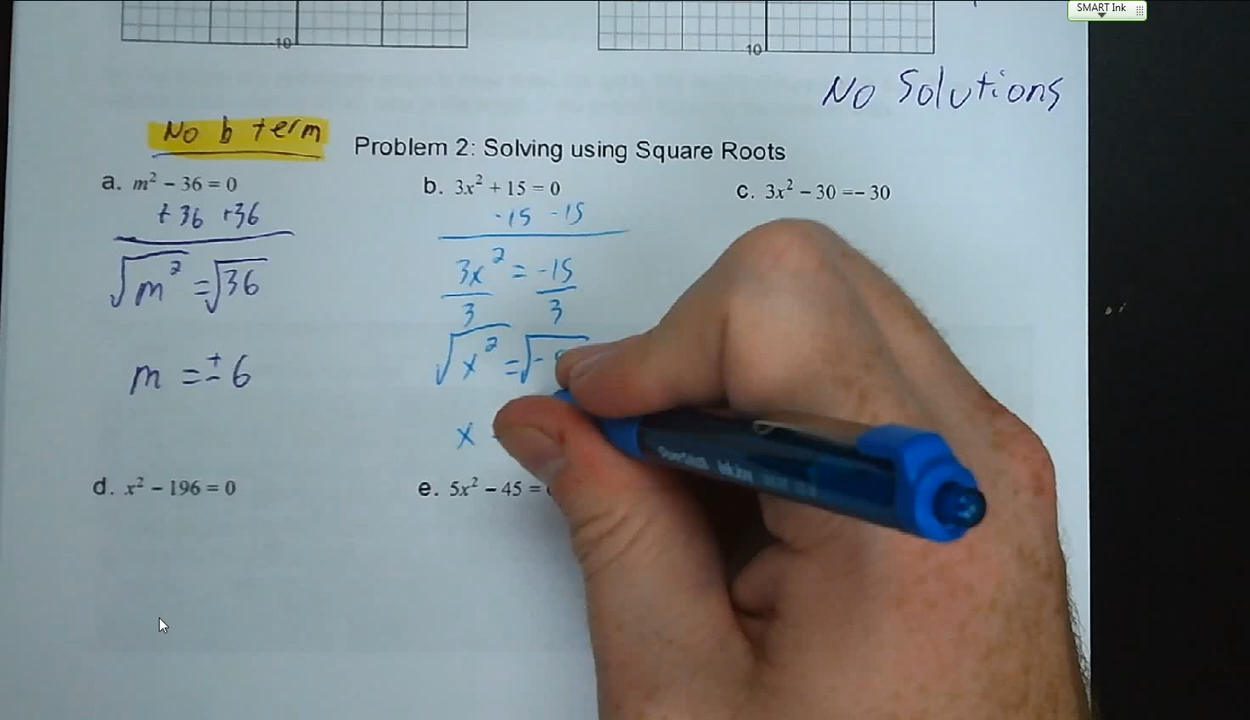 SMART Ink
10
10
No Solutions
No b term
Problem 2: Solving using Square Roots
a. m² – 36 = 0
b. 3x² + 15 = 0
c. 3x² – 30 = – 30
+ 36 +36
-15 -15
√m² = √36
3x² = -15
3 3
√x² = √-
m = ± 6
x
d. x² – 196 = 0
e. 5x² – 45 =